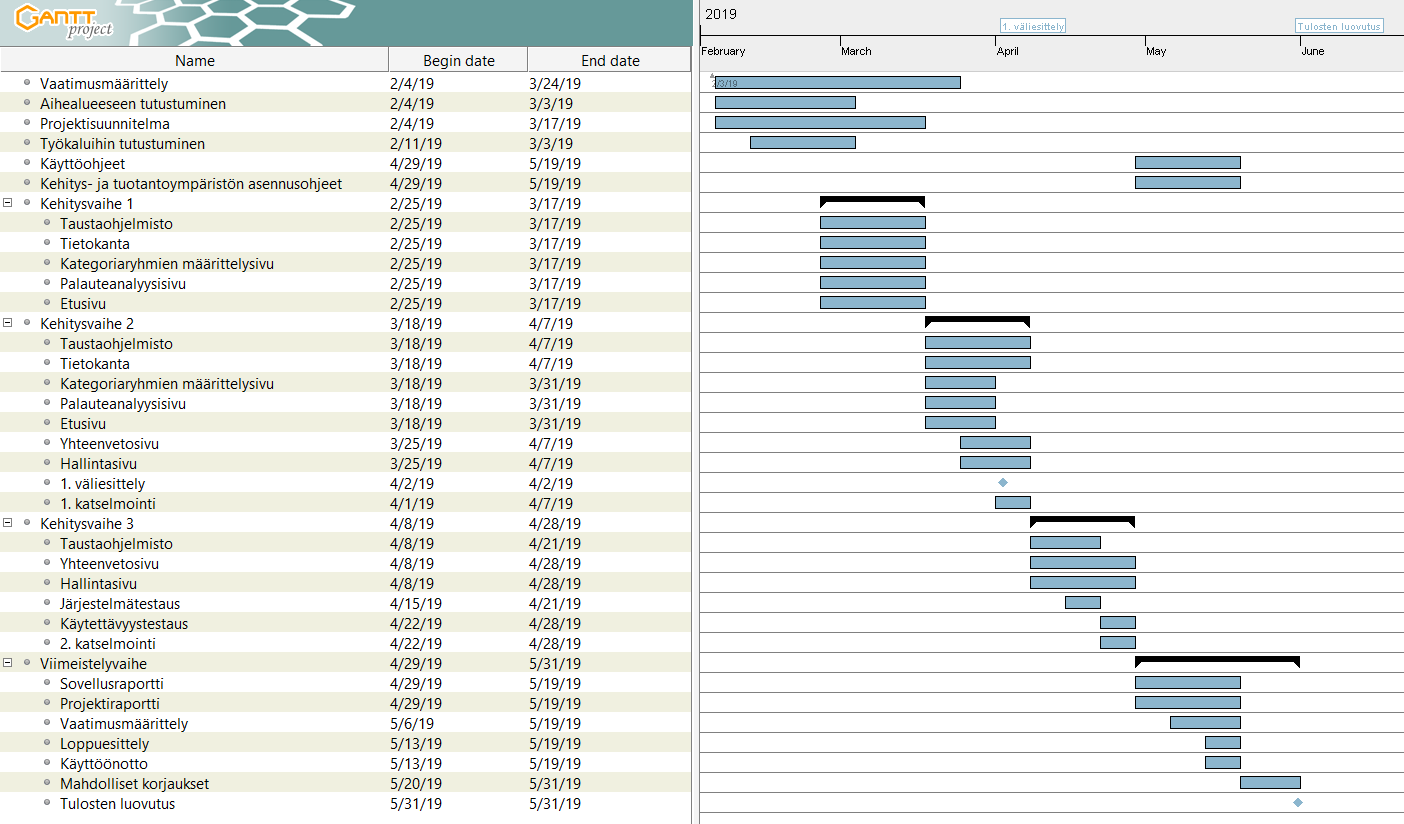 GANTT project
2019
1. väliesittely
Tulosten luovutus
February March April May June
Name Begin date End date
2/3/19
Vaatimusmäärittely 2/4/19 3/24/19
Aihealueeseen tutustuminen 2/4/19 3/3/19
Projektisuunnitelma 2/4/19 3/17/19
Työkaluihin tutustuminen 2/11/19 3/3/19
Käyttöohjeet 4/29/19 5/19/19
Kehitys- ja tuotantoympäristön asennusohjeet 4/29/19 5/19/19
Kehitysvaihe 1 2/25/19 3/17/19
Taustaohjelmisto 2/25/19 3/17/19
Tietokanta 2/25/19 3/17/19
Kategoriaryhmien määrittelysivu 2/25/19 3/17/19
Palauteanalyysisivu 2/25/19 3/17/19
Etusivu 2/25/19 3/17/19
Kehitysvaihe 2 3/18/19 4/7/19
Taustaohjelmisto 3/18/19 4/7/19
Tietokanta 3/18/19 4/7/19
Kategoriaryhmien määrittelysivu 3/18/19 3/31/19
Palauteanalyysisivu 3/18/19 3/31/19
Etusivu 3/18/19 3/31/19
Yhteenvetosivu 3/25/19 4/7/19
Hallintasivu 3/25/19 4/7/19
1. väliesittely 4/2/19 4/2/19
1. katselmointi 4/1/19 4/7/19
Kehitysvaihe 3 4/8/19 4/28/19
Taustaohjelmisto 4/8/19 4/21/19
Yhteenvetosivu 4/8/19 4/28/19
Hallintasivu 4/8/19 4/28/19
Järjestelmätestaus 4/15/19 4/21/19
Käytettävyystestaus 4/22/19 4/28/19
2. katselmointi 4/22/19 4/28/19
Viimeistelyvaihe 4/29/19 5/31/19
Sovellusraportti 4/29/19 5/19/19
Projektiraportti 4/29/19 5/19/19
Vaatimusmäärittely 5/6/19 5/19/19
Loppuesittely 5/13/19 5/19/19
Käyttöönotto 5/13/19 5/19/19
Mahdolliset korjaukset 5/20/19 5/31/19
Tulosten luovutus 5/31/19 5/31/19